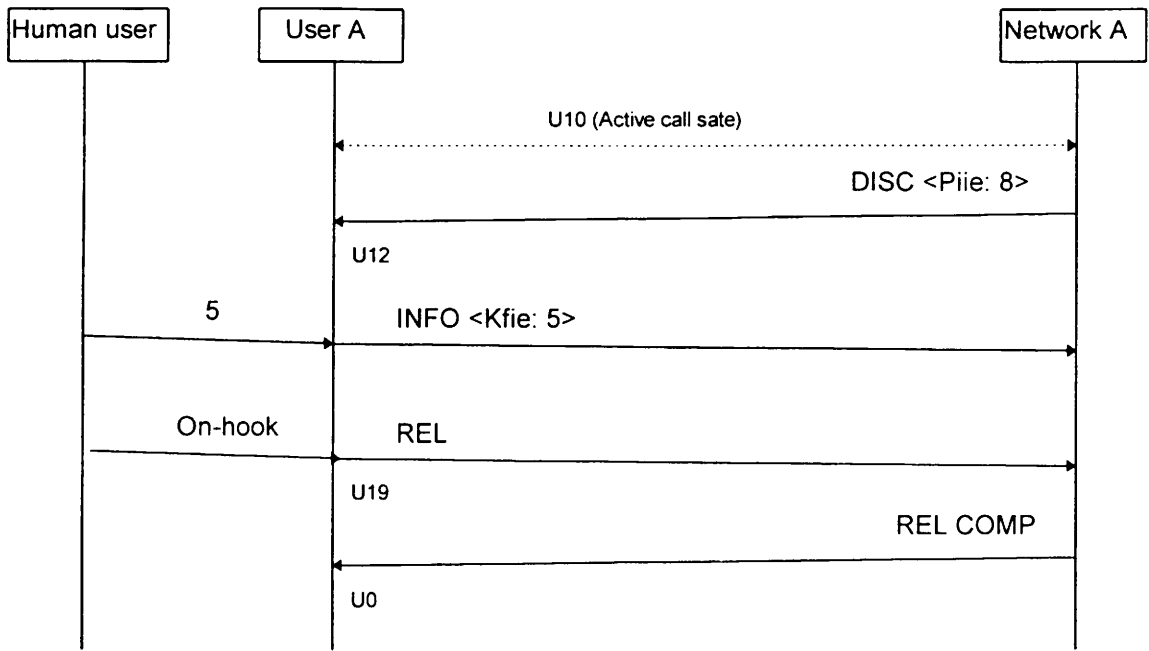 Human user
User A
Network A
U10 (Active call sate)
DISC <Piie: 8>
U12
5
INFO <Kfie: 5>
On-hook
REL
U19
REL COMP
U0